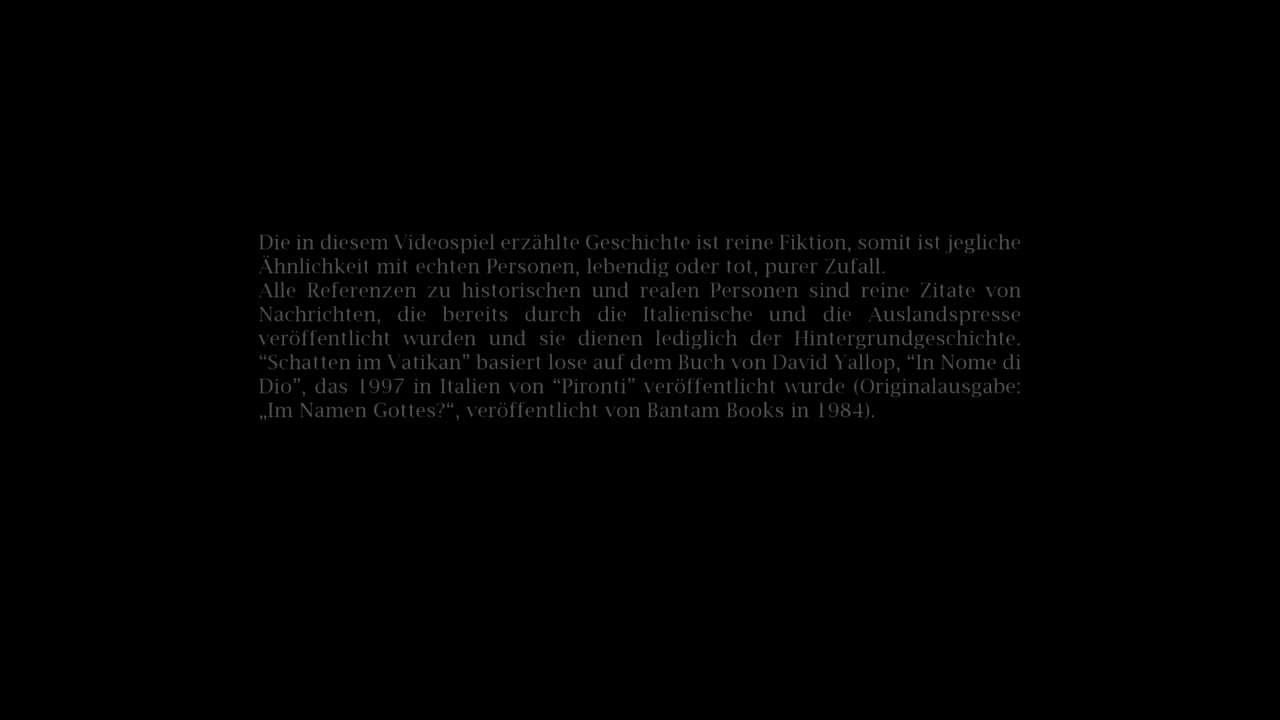 Die in diesem Videospiel erzählte Geschichte ist reine Fiktion, somit ist jegliche
Ähnlichkeit mit echten Personen, lebendig oder tot, purer Zufall.
Alle Referenzen zu historischen und realen Personen sind reine Zitate von
Nachrichten, die bereits durch die Italienische und die Auslandspresse
veröffentlicht wurden und sie dienen lediglich der Hintergrundgeschichte.
“Schatten im Vatikan” basiert lose auf dem Buch von David Yallop, “In Nome di
Dio”, das 1997 in Italien von “Pironti” veröffentlicht wurde (Originalausgabe:
„Im Namen Gottes?“, veröffentlicht von Bantam Books in 1984).